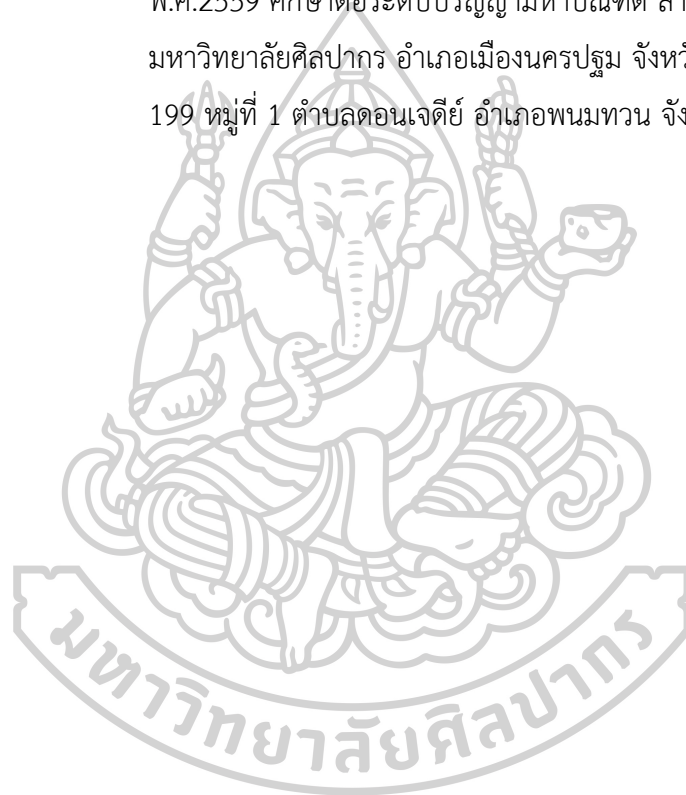 พ.ศ.2559 ศึกษาต่อระดับปริญญามหาบัณฑิต
มหาวิทยาลัยศิลปากร อำเภอเมืองนครปฐม
199 หมู่ที่ 1 ตำบลดอนเจดีย์ อำเภอพนมทวน
มหาวิทยาลัยศิลปากร